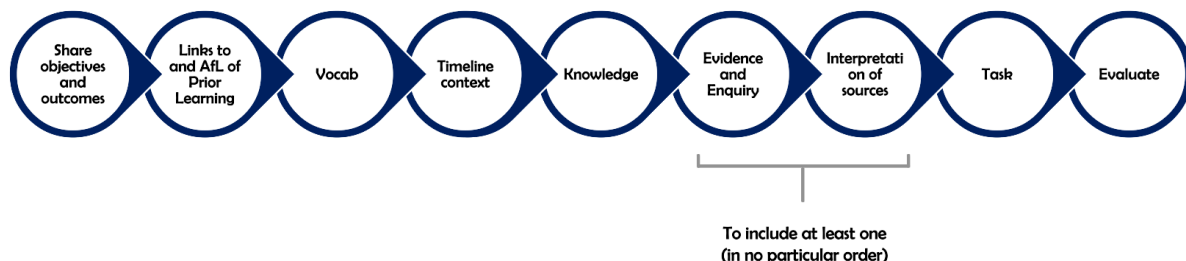 Share
objectives
and
outcomes
Links to
and AfL of
Prior
Learning
Vocab
Timeline
context
Knowledge
Evidence
and
Enquiry
Interpretati
on of
sources
Task
Evaluate
To include at least one
(in no particular order)